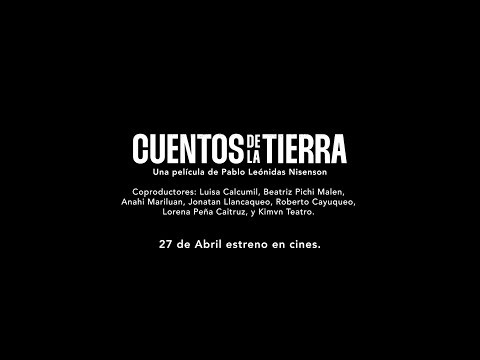 CUENTOS DE LA TIERRA
Una película de Pablo Leónidas Nisenson
Coproductores: Luisa Calcumil, Beatriz Pichi Malen,
Anahi Mariluan, Jonatan Llancaqueo, Roberto Cayuqueo,
Lorena Peña Caitruz, y Kimvn Teatro.
27 de Abril estreno en cines.